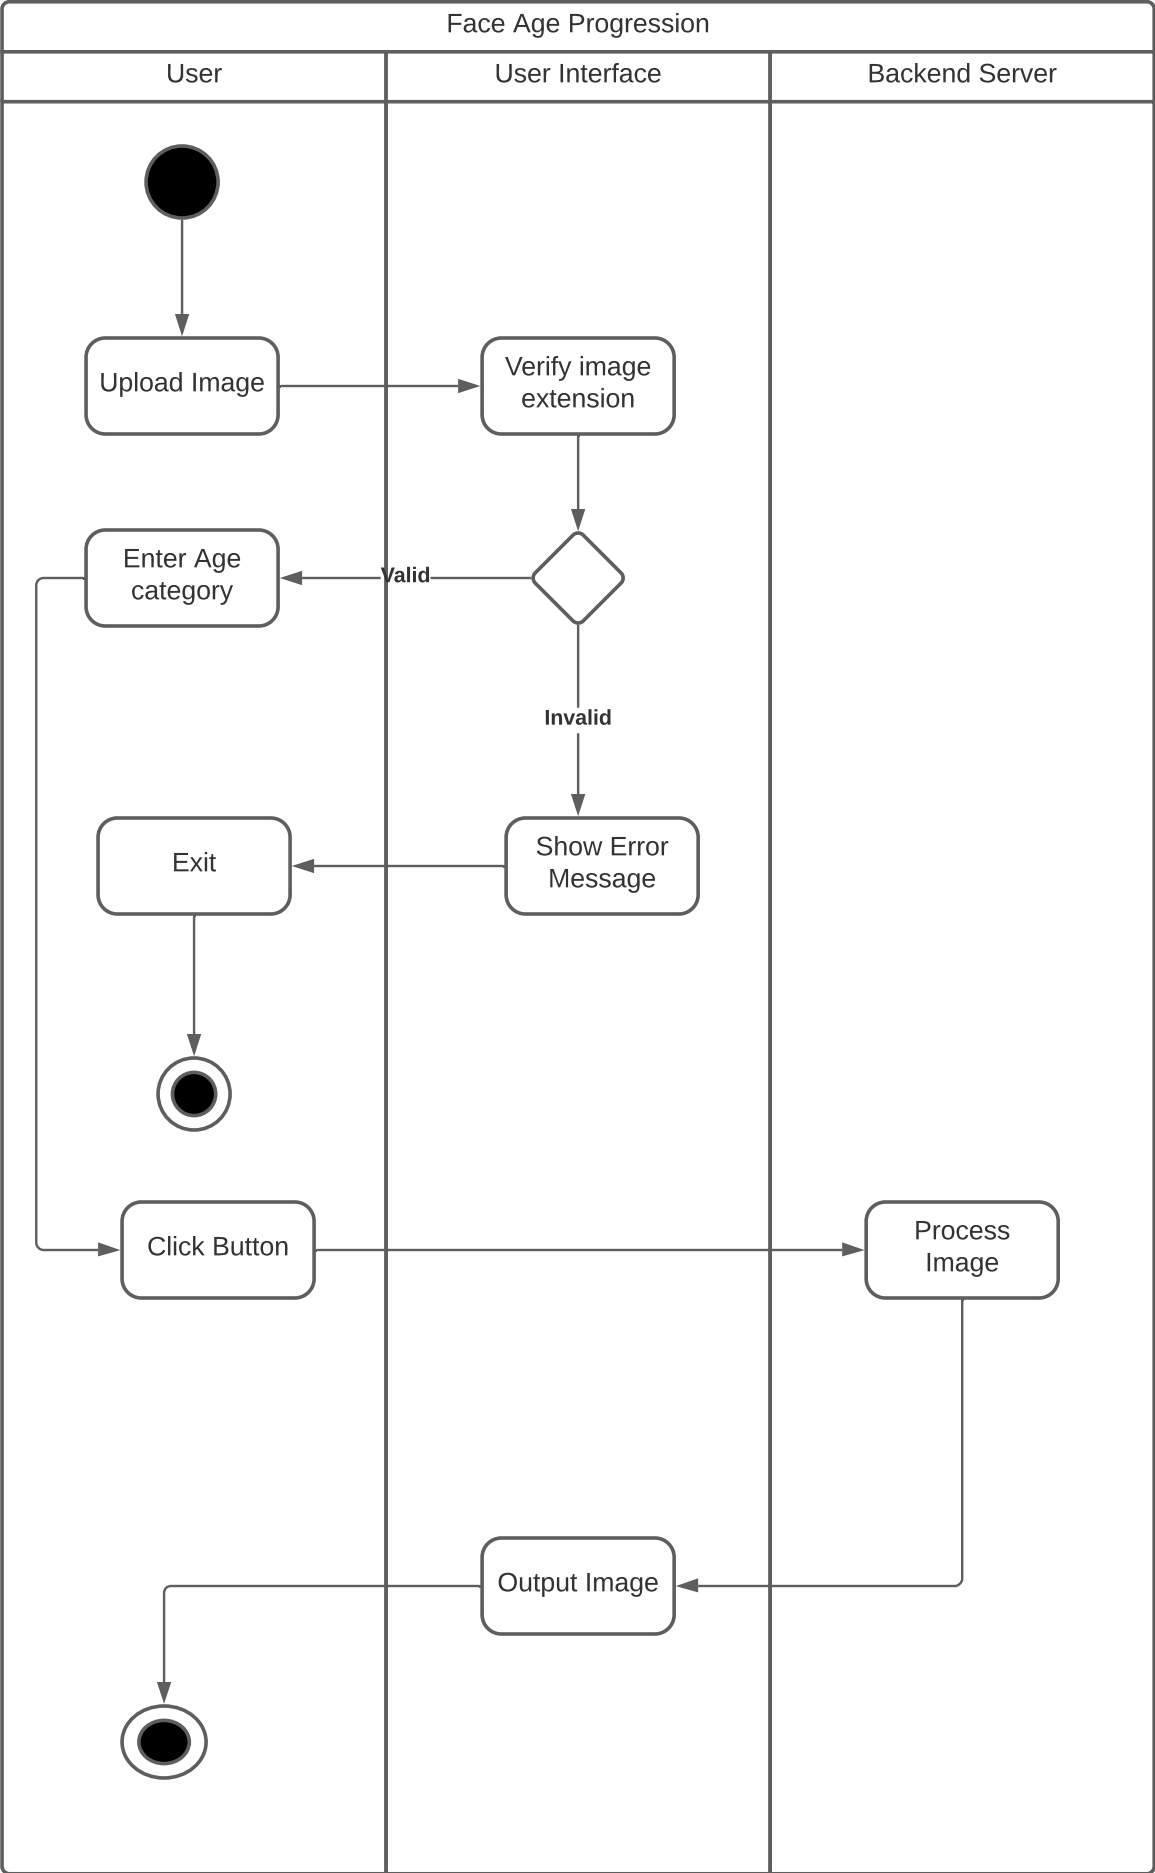 Face Age Progression
User
User Interface
Backend Server
Upload Image
Verify image
extension
Enter Age
category
Valid
Invalid
Exit
Show Error
Message
Click Button
Process
Image
Output Image